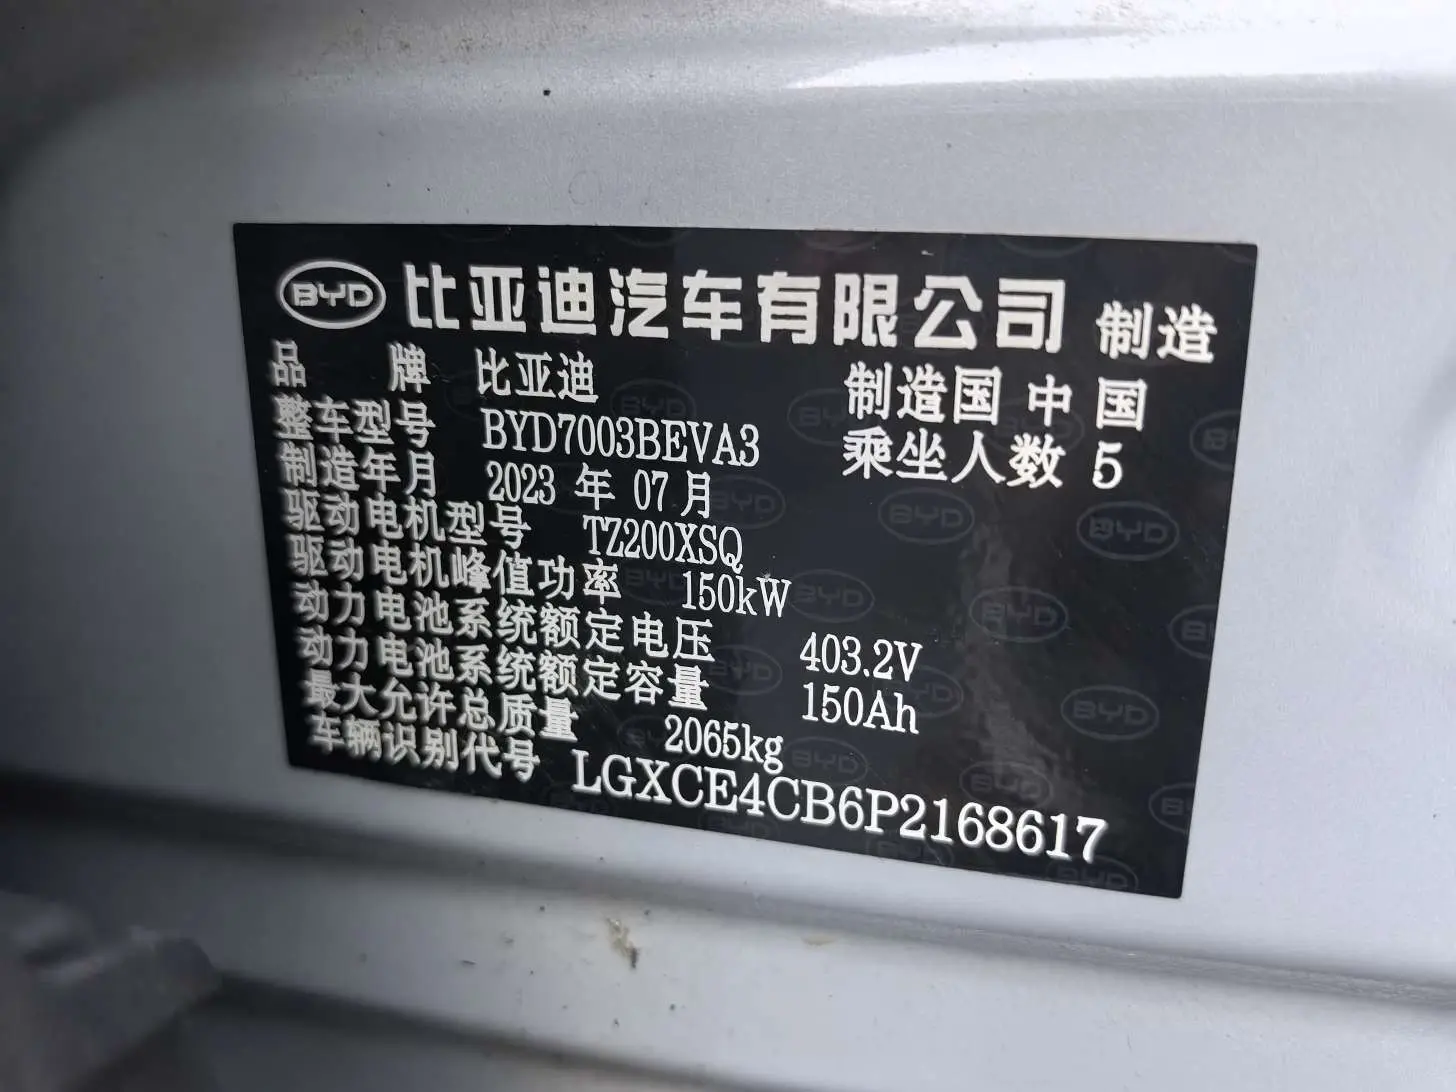 BYD 比亚迪汽车有限公司 制造
品 牌 比亚迪 制造国 中国
整车型号 BYD7003BEVA3 乘坐人数 5
制造年月 2023 年 07 月
驱动电机型号 TZ200XSQ
驱动电机峰值功率 150kW
动力电池系统额定电压 403.2V
动力电池系统额定容量 150Ah
最大允许总质量 2065kg
车辆识别代号 LGXCE4CB6P2168617